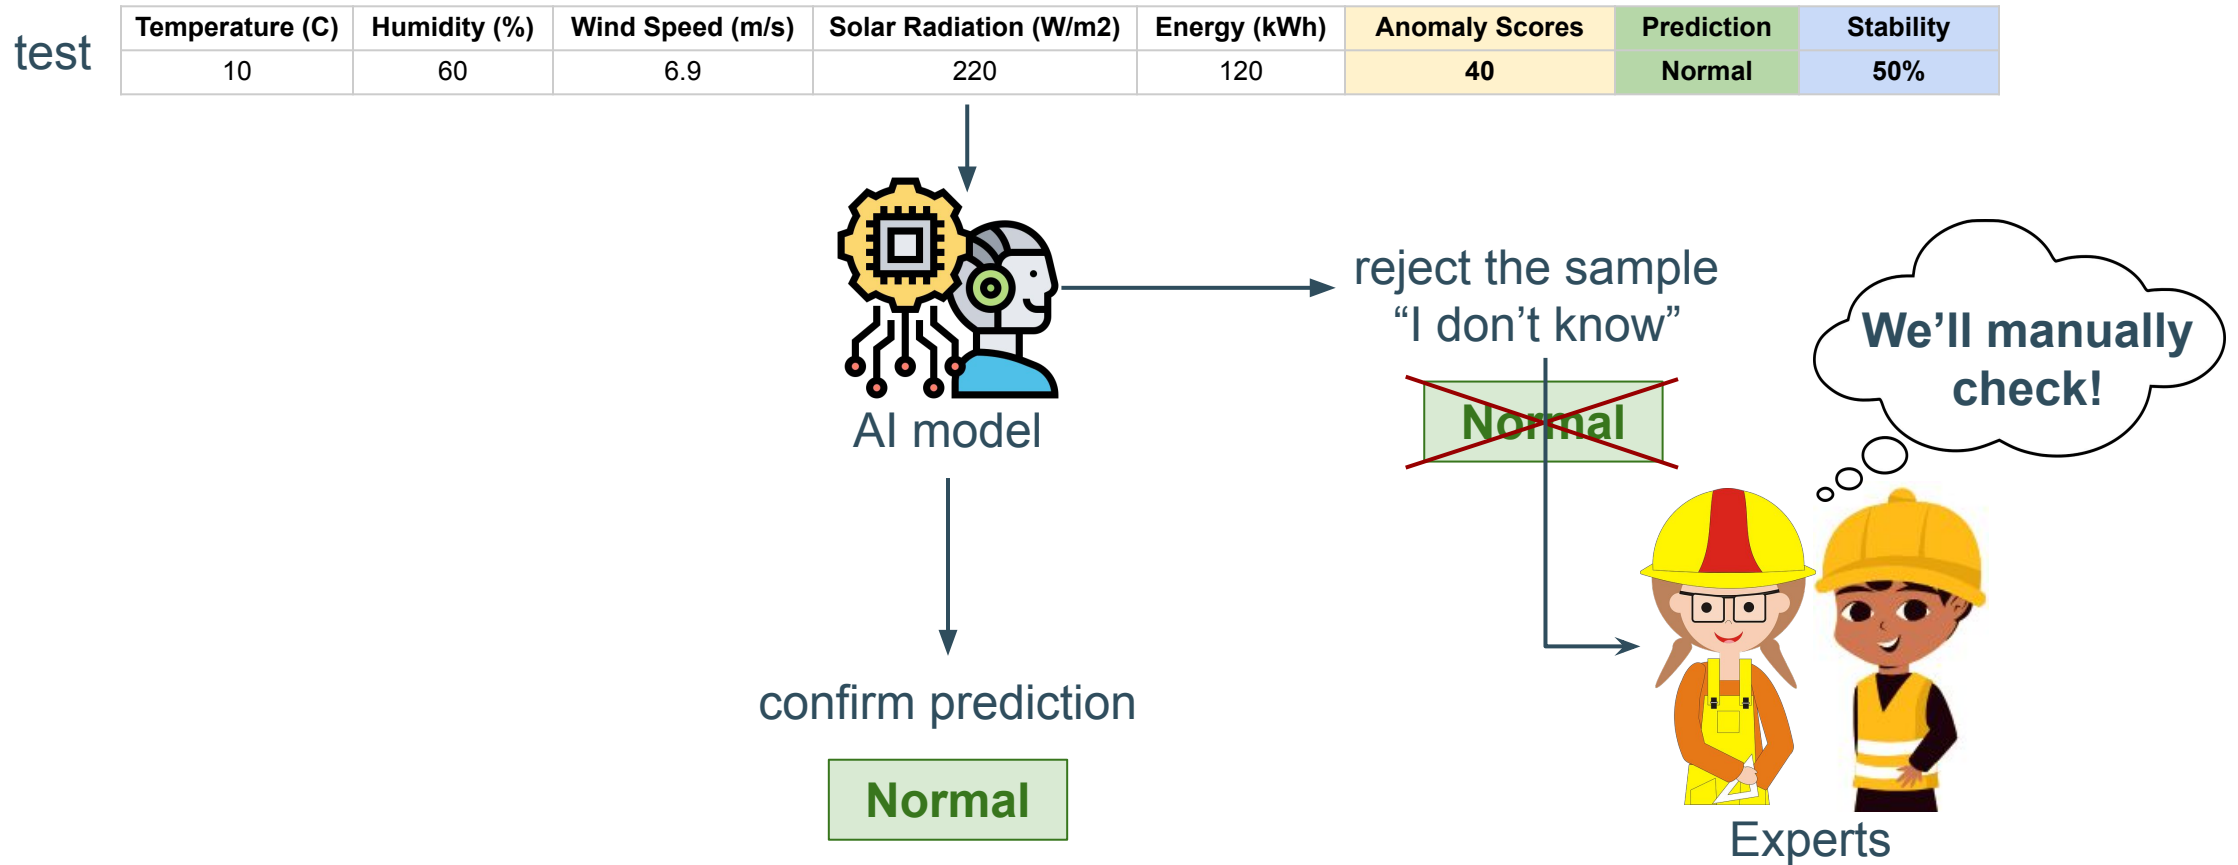 Temperature (C) Humidity (%) Wind Speed (m/s) Solar Radiation (W/m2) Energy (kWh) Anomaly Scores Prediction Stability
test 10 60 6.9 220 120 40 Normal 50%
reject the sample
“I don’t know”
We’ll manually
check!
Normal
AI model
confirm prediction
Normal
Experts